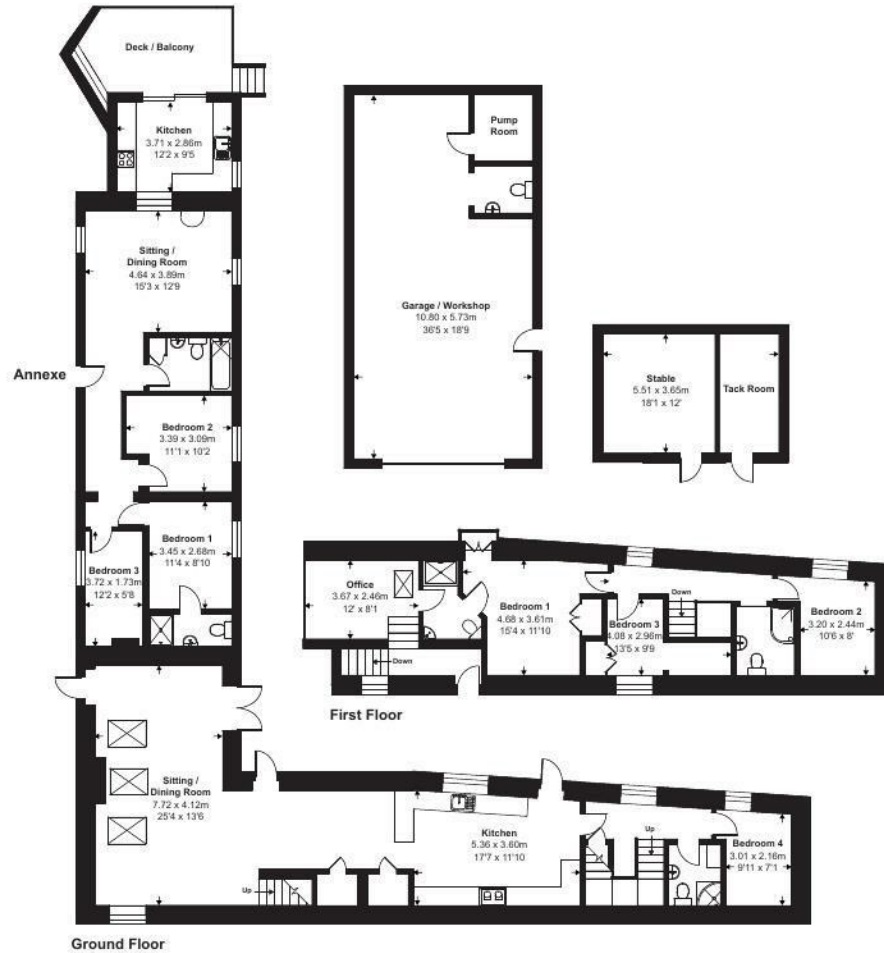 Deck / Balcony
Kitchen
3.71 x 2.86m
12'2 x 9'5
Sitting /
Dining Room
4.64 x 3.89m
15'3 x 12'9
Annexe
Bedroom 2
3.39 x 3.09m
11'1 x 10'2
Bedroom 1
3.45 x 2.68m
11'4 x 8'10
Bedroom 3
3.72 x 1.73m
12'2 x 5'8
Pump
Room
Garage / Workshop
10.80 x 5.73m
36'5 x 18'9
Stable
5.51 x 3.65m
18'1 x 12'
Tack Room
Office
3.67 x 2.46m
12' x 8'1
Down
Bedroom 1
4.68 x 3.61m
15'4 x 11'10
Bedroom 3
4.08 x 2.96m
13'5 x 9'9
Down
Bedroom 2
3.20 x 2.44m
10'6 x 8'
First Floor
Sitting /
Dining Room
7.72 x 4.12m
25'4 x 13'6
Up
Kitchen
5.36 x 3.60m
17'7 x 11'10
Up
Bedroom 4
3.01 x 2.16m
9'11 x 7'1
Ground Floor